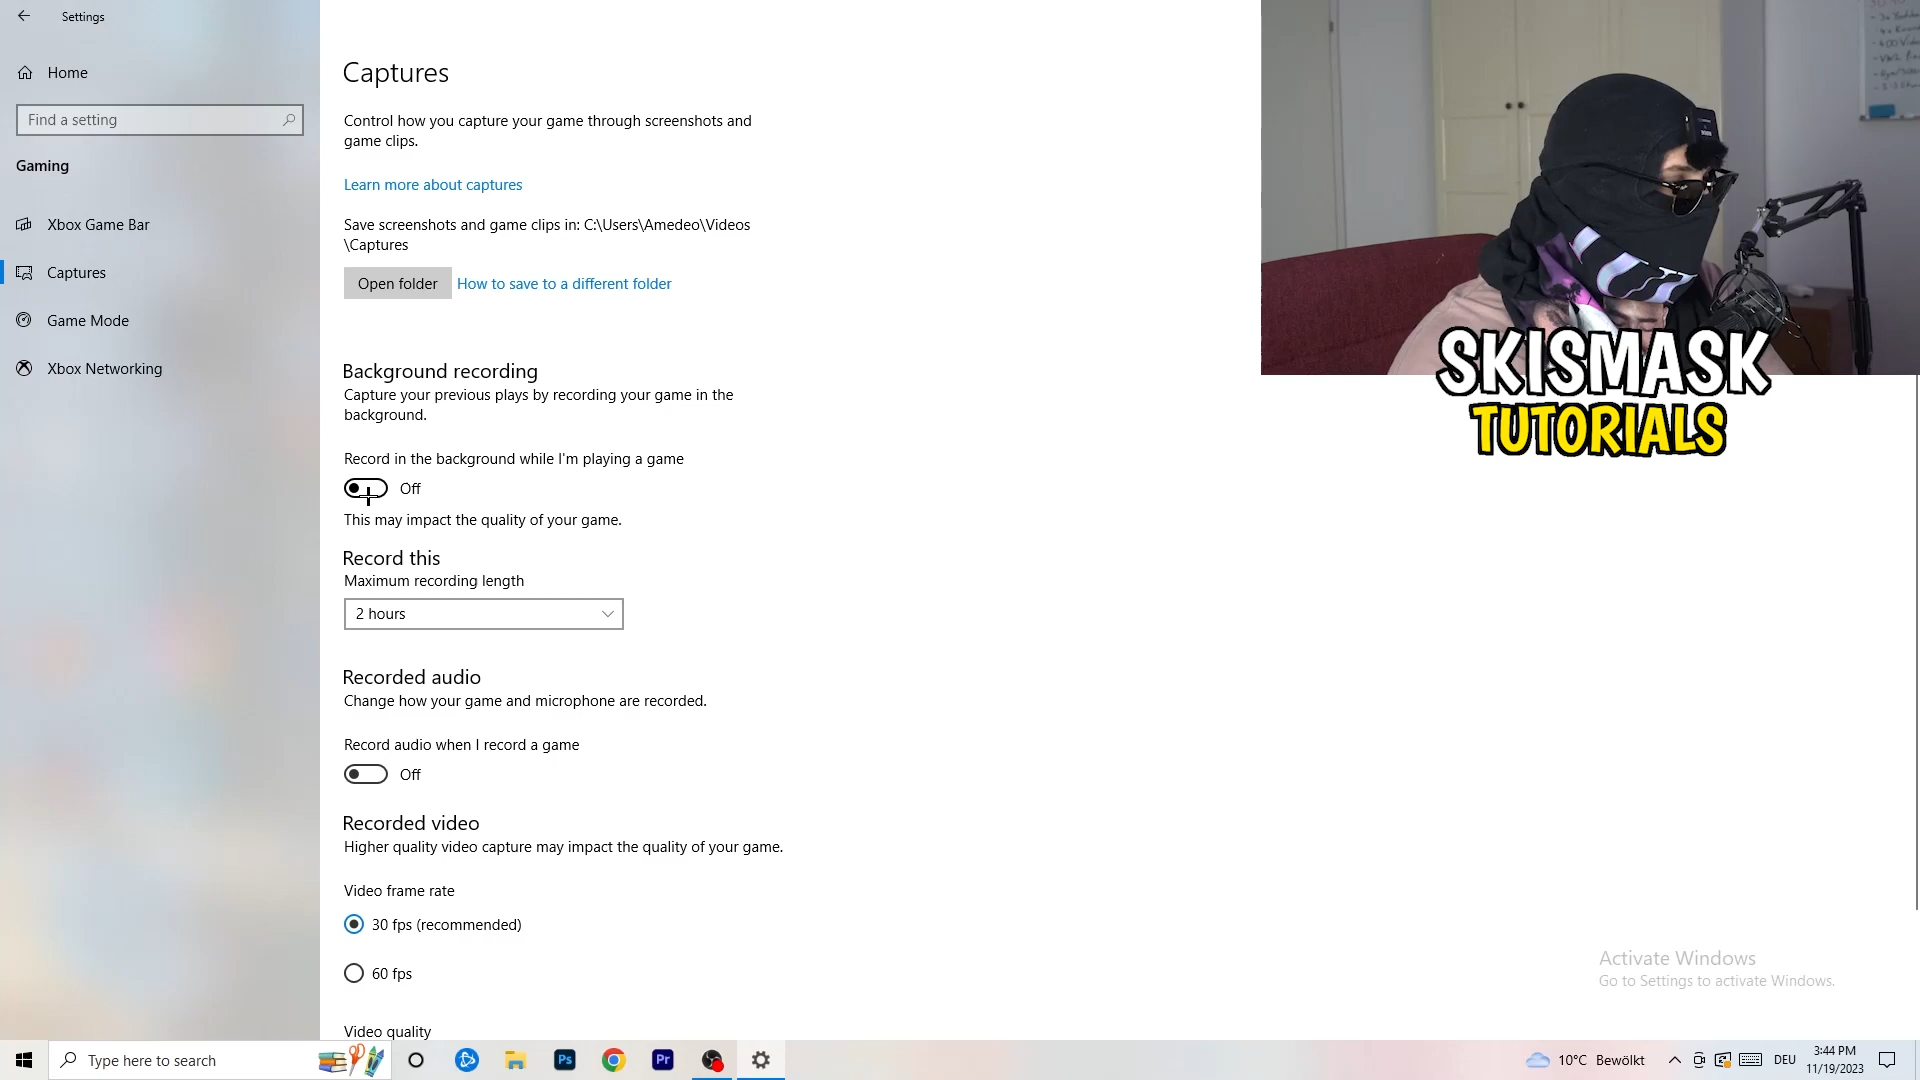 Settings
Home
Find a setting
Gaming
Xbox Game Bar
Captures
Game Mode
Xbox Networking
Captures
Control how you capture your game through screenshots and
game clips.
Learn more about captures
Save screenshots and game clips in: C:\Users\Amedeo\Videos
\Captures
Open folder
How to save to a different folder
Background recording
Capture your previous plays by recording your game in the
background.
Record in the background while I'm playing a game
Off
This may impact the quality of your game.
Record this
Maximum recording length
2 hours
Recorded audio
Change how your game and microphone are recorded.
Record audio when I record a game
Off
Recorded video
Higher quality video capture may impact the quality of your game.
Video frame rate
30 fps (recommended)
60 fps
Video quality
SKISMASK
TUTORIALS
Activate Windows
Go to Settings to activate Windows.
Type here to search
Ps
Pr
10°C Bewölkt
DEU
3:44 PM
11/19/2023